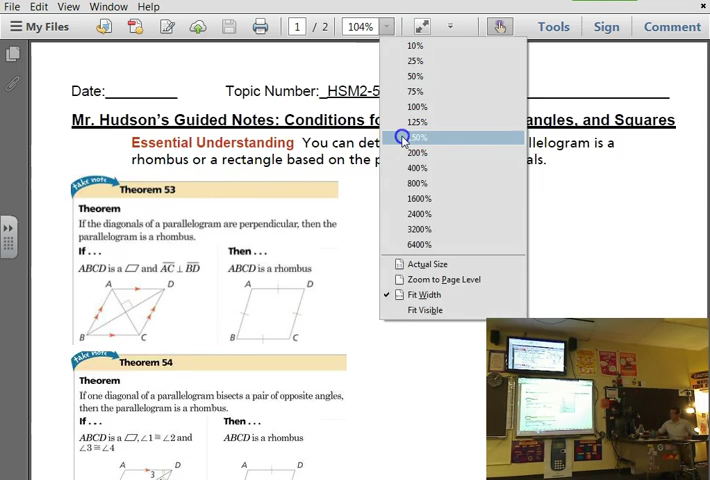 File Edit View Window Help
My Files 1 / 2 104% Tools Sign Comment
10%
25%
50%
75%
100%
125%
50%
200%
400%
800%
1600%
2400%
3200%
6400%
Actual Size
Zoom to Page Level
Fit Width
Fit Visible
Date:_________ Topic Number:_HSM2-5
Mr. Hudson's Guided Notes: Conditions fo angles, and Squares
Essential Understanding You can det llelogram is a
rhombus or a rectangle based on the p als.
take note Theorem 53
Theorem
If the diagonals of a parallelogram are perpendicular, then the
parallelogram is a rhombus.
If . . . Then . . .
ABCD is a ▱ and AC ⊥ BD ABCD is a rhombus
A D A D
B C B C
take note Theorem 54
Theorem
If one diagonal of a parallelogram bisects a pair of opposite angles,
then the parallelogram is a rhombus.
If . . . Then . . .
ABCD is a ▱, ∠1 ≅ ∠2 and ABCD is a rhombus
∠3 ≅ ∠4
A D A D
3